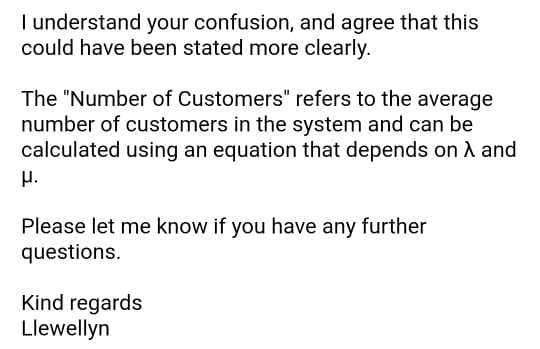 I understand your confusion, and agree that this
could have been stated more clearly.
The "Number of Customers" refers to the average
number of customers in the system and can be
calculated using an equation that depends on λ and
μ.
Please let me know if you have any further
questions.
Kind regards
Llewellyn